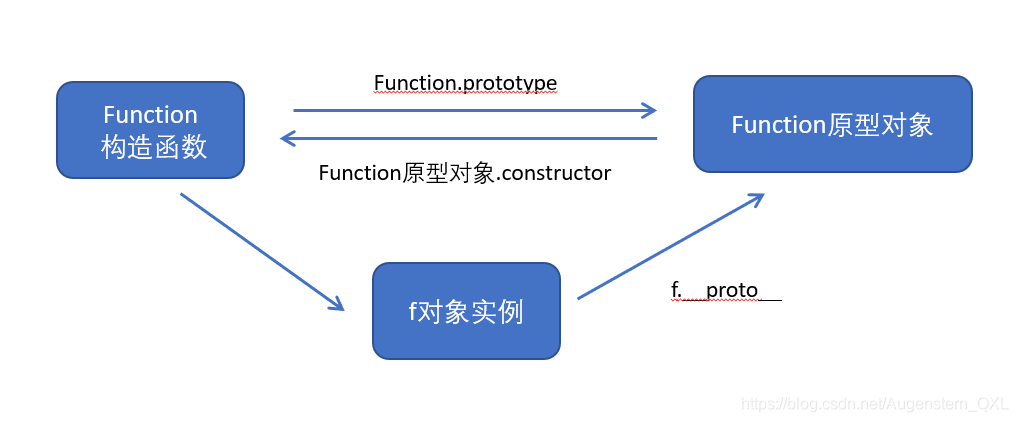 Function.prototype
Function
构造函数
Function原型对象
Function原型对象.constructor
f对象实例
f.__proto__
https://blog.csdn.net/Augenstern_QXL